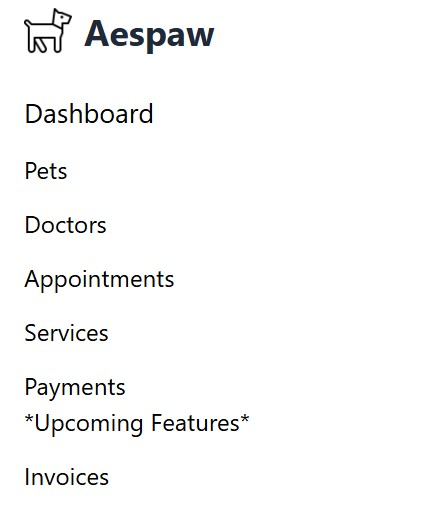 Aespaw
Dashboard
Pets
Doctors
Appointments
Services
Payments
*Upcoming Features*
Invoices